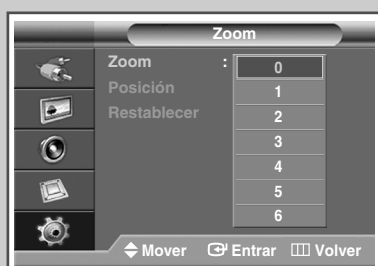 Zoom
Zoom : 0
Posición 1
Restablecer 2
3
4
5
6
Mover Entrar Volver